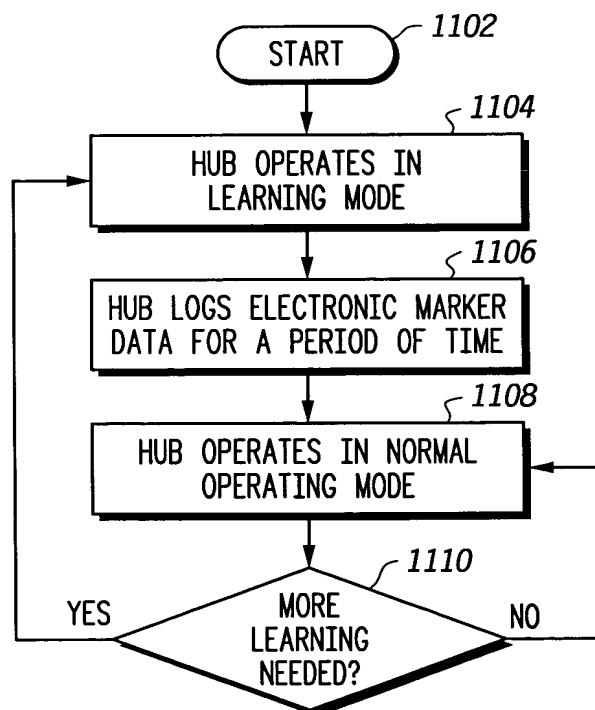 START
1102
1104
HUB OPERATES IN
LEARNING MODE
1106
HUB LOGS ELECTRONIC MARKER
DATA FOR A PERIOD OF TIME
1108
HUB OPERATES IN NORMAL
OPERATING MODE
1110
YES
MORE
LEARNING
NEEDED?
NO